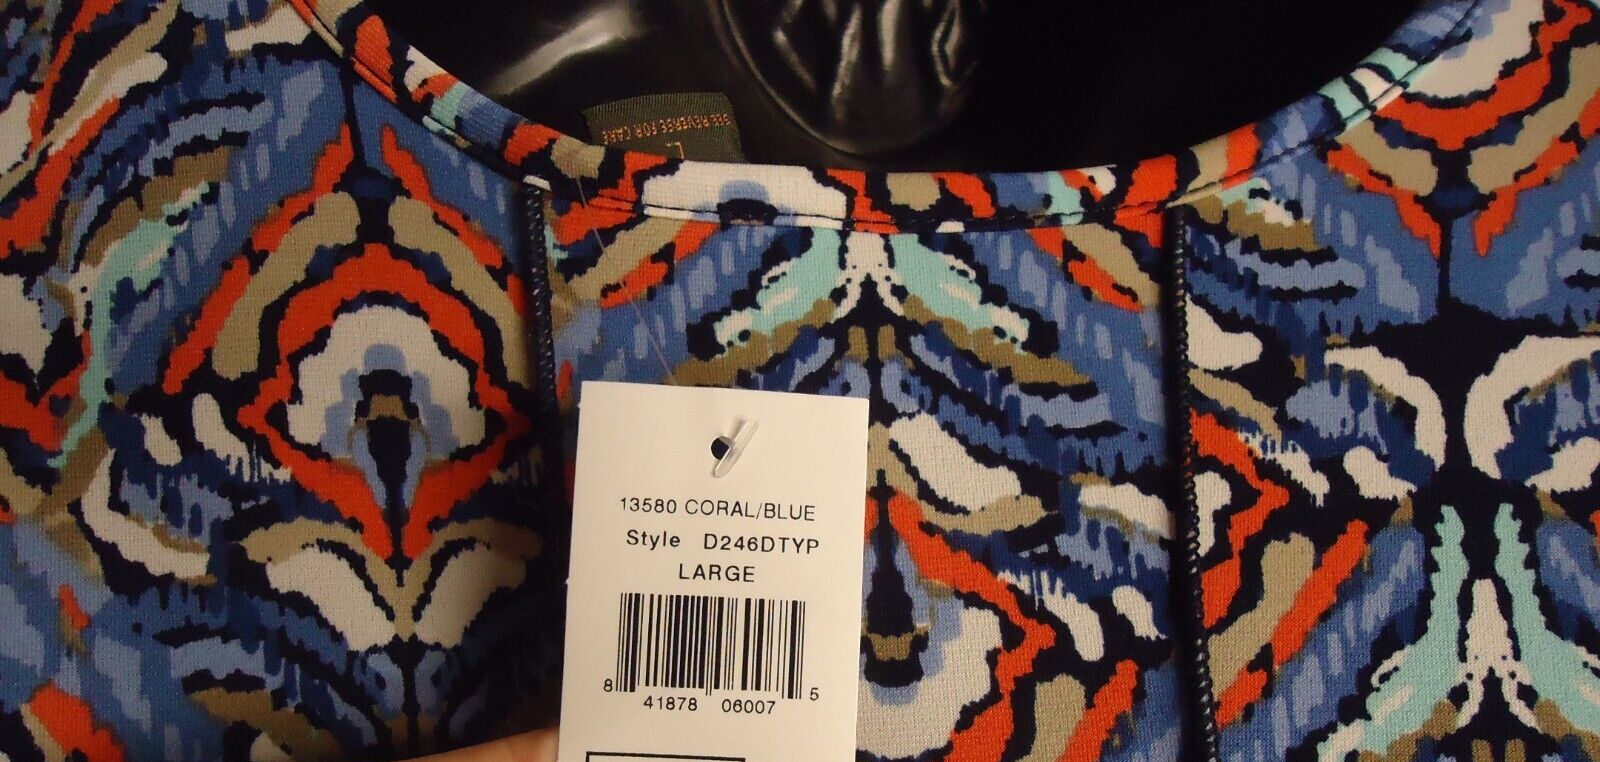 SEE REVERSE FOR CARE
L
13580 CORAL/BLUE
Style D246DTYP
LARGE
8 41878 06007 5